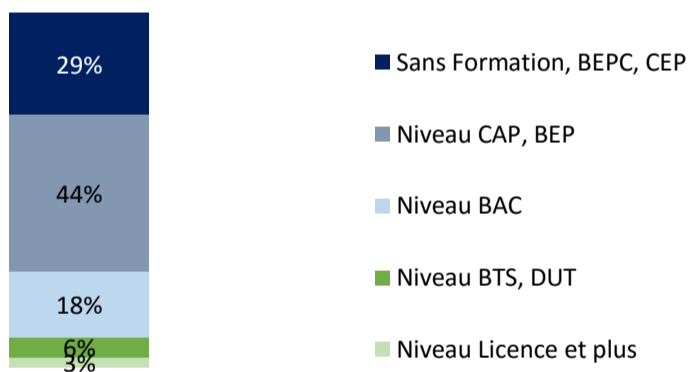 29%
44%
18%
6%
3%
Sans Formation, BEPC, CEP
Niveau CAP, BEP
Niveau BAC
Niveau BTS, DUT
Niveau Licence et plus